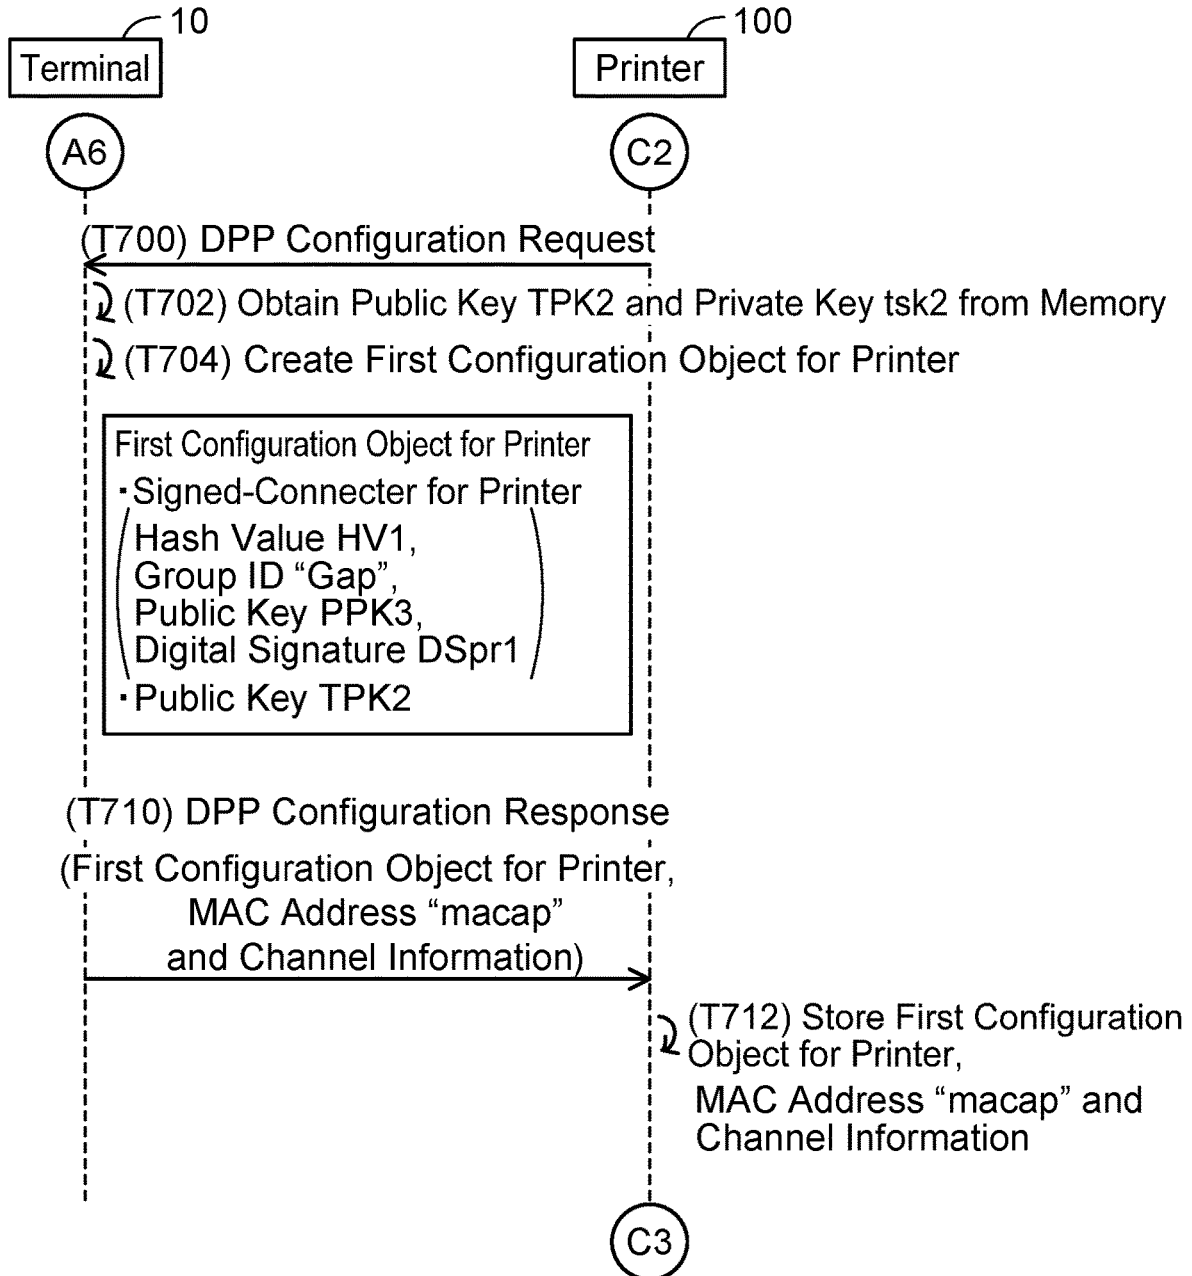 10
100
Terminal
Printer
A6
C2
(T700) DPP Configuration Request
(T702) Obtain Public Key TPK2 and Private Key tsk2 from Memory
(T704) Create First Configuration Object for Printer
First Configuration Object for Printer
・Signed-Connecter for Printer
Hash Value HV1,
Group ID “Gap”,
Public Key PPK3,
Digital Signature DSpr1
・Public Key TPK2
(T710) DPP Configuration Response
(First Configuration Object for Printer,
MAC Address “macap”
and Channel Information)
(T712) Store First Configuration
Object for Printer,
MAC Address “macap” and
Channel Information
C3